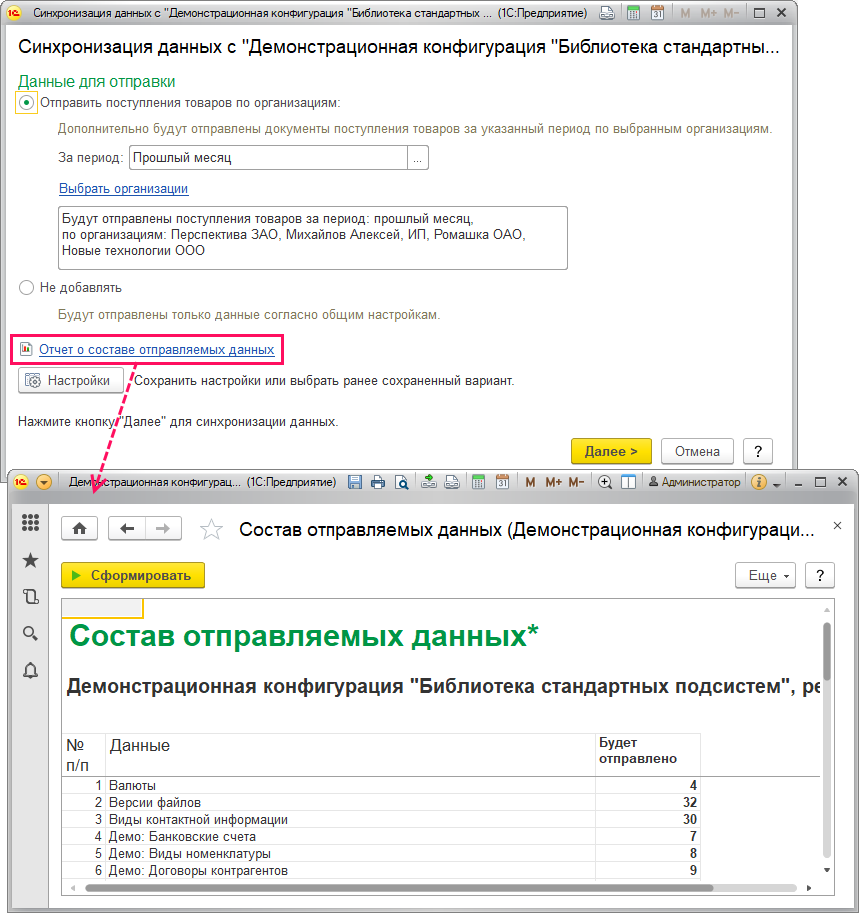 Синхронизация данных с "Демонстрационная конфигурация "Библиотека стандартных ... (1С:Предприятие)
31 M M+ M-
Синхронизация данных с "Демонстрационная конфигурация "Библиотека стандартны...
Данные для отправки
Отправить поступления товаров по организациям:
Дополнительно будут отправлены документы поступления товаров за указанный период по выбранным организациям.
За период: Прошлый месяц ...
Выбрать организации
Будут отправлены поступления товаров за период: прошлый месяц,
по организациям: Перспектива ЗАО, Михайлов Алексей, ИП, Ромашка ОАО,
Новые технологии ООО
Не добавлять
Будут отправлены только данные согласно общим настройкам.
Отчет о составе отправляемых данных
Настройки Сохранить настройки или выбрать ранее сохраненный вариант.
Нажмите кнопку "Далее" для синхронизации данных.
Далее > Отмена ?
Демонстрационная конфигурац... (1С:Предприятие) 31 M M+ M- Администратор
Состав отправляемых данных (Демонстрационная конфигураци...
Сформировать Еще ?
Состав отправляемых данных*
Демонстрационная конфигурация "Библиотека стандартных подсистем", ре
№ п/п Данные Будет отправлено
1 Валюты 4
2 Версии файлов 32
3 Виды контактной информации 30
4 Демо: Банковские счета 7
5 Демо: Виды номенклатуры 8
6 Демо: Договоры контрагентов 9